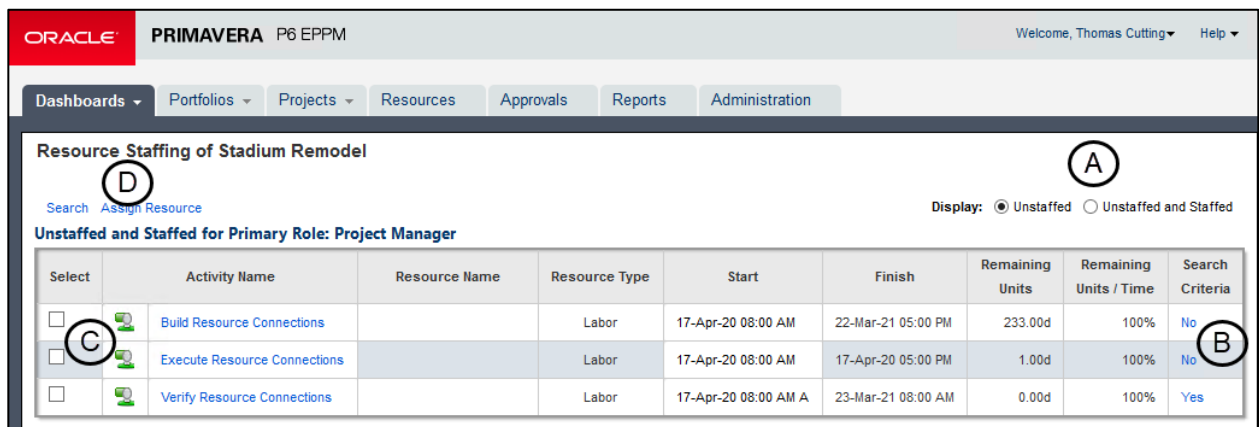 ORACLE PRIMAVERA P6 EPPM Welcome, Thomas Cutting Help
Dashboards Portfolios Projects Resources Approvals Reports Administration
Resource Staffing of Stadium Remodel
A
D
Search Assign Resource Display: Unstaffed Unstaffed and Staffed
Unstaffed and Staffed for Primary Role: Project Manager
Select Activity Name Resource Name Resource Type Start Finish Remaining Units Remaining Units / Time Search Criteria
Build Resource Connections Labor 17-Apr-20 08:00 AM 22-Mar-21 05:00 PM 233.00d 100% No
C B
Execute Resource Connections Labor 17-Apr-20 08:00 AM 17-Apr-20 05:00 PM 1.00d 100% No
Verify Resource Connections Labor 17-Apr-20 08:00 AM A 23-Mar-21 08:00 AM 0.00d 100% Yes